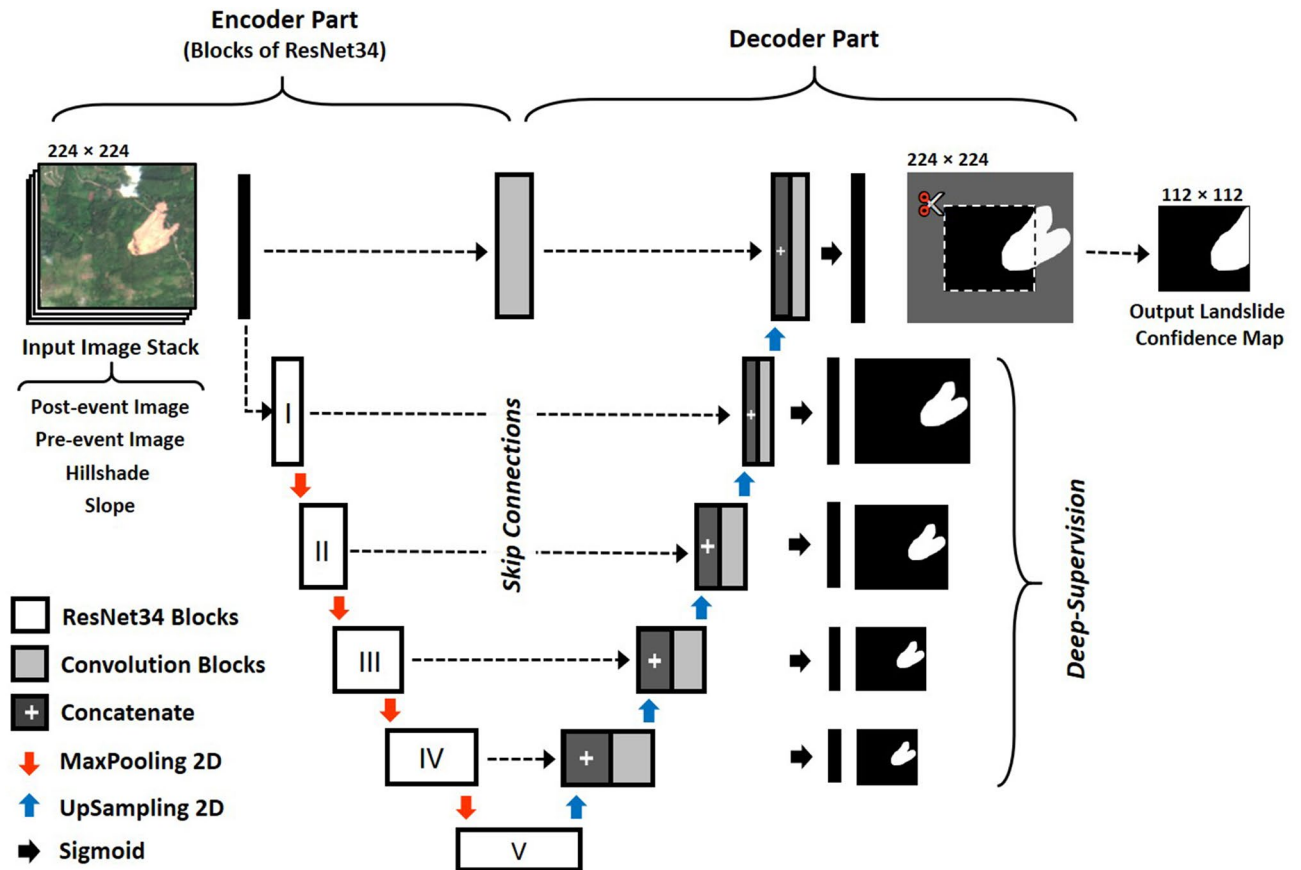 Encoder Part
(Blocks of ResNet34)
Decoder Part
224 × 224
224 × 224
112 × 112
+
Output Landslide
Confidence Map
Input Image Stack
Post-event Image
Pre-event Image
Hillshade
Slope
I
+
II
+
III
+
IV
+
V
Skip Connections
Deep-Supervision
ResNet34 Blocks
Convolution Blocks
+ Concatenate
MaxPooling 2D
UpSampling 2D
Sigmoid